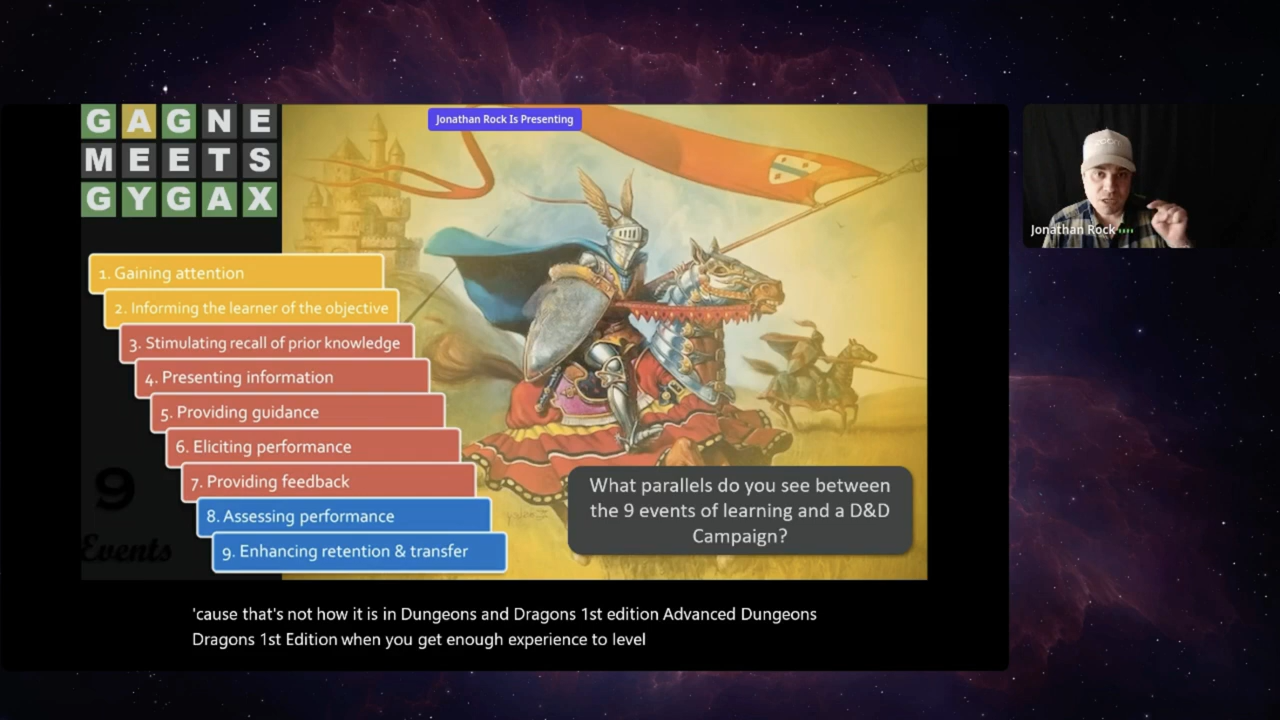 GAGNE
MEETS
GYGAX
Jonathan Rock Is Presenting
1. Gaining attention
2. Informing the learner of the objective
3. Stimulating recall of prior knowledge
4. Presenting information
5. Providing guidance
6. Eliciting performance
7. Providing feedback
8. Assessing performance
9. Enhancing retention & transfer
9
Events
What parallels do you see between
the 9 events of learning and a D&D
Campaign?
Jonathan Rock
'cause that's not how it is in Dungeons and Dragons 1st edition Advanced Dungeons
Dragons 1st Edition when you get enough experience to level